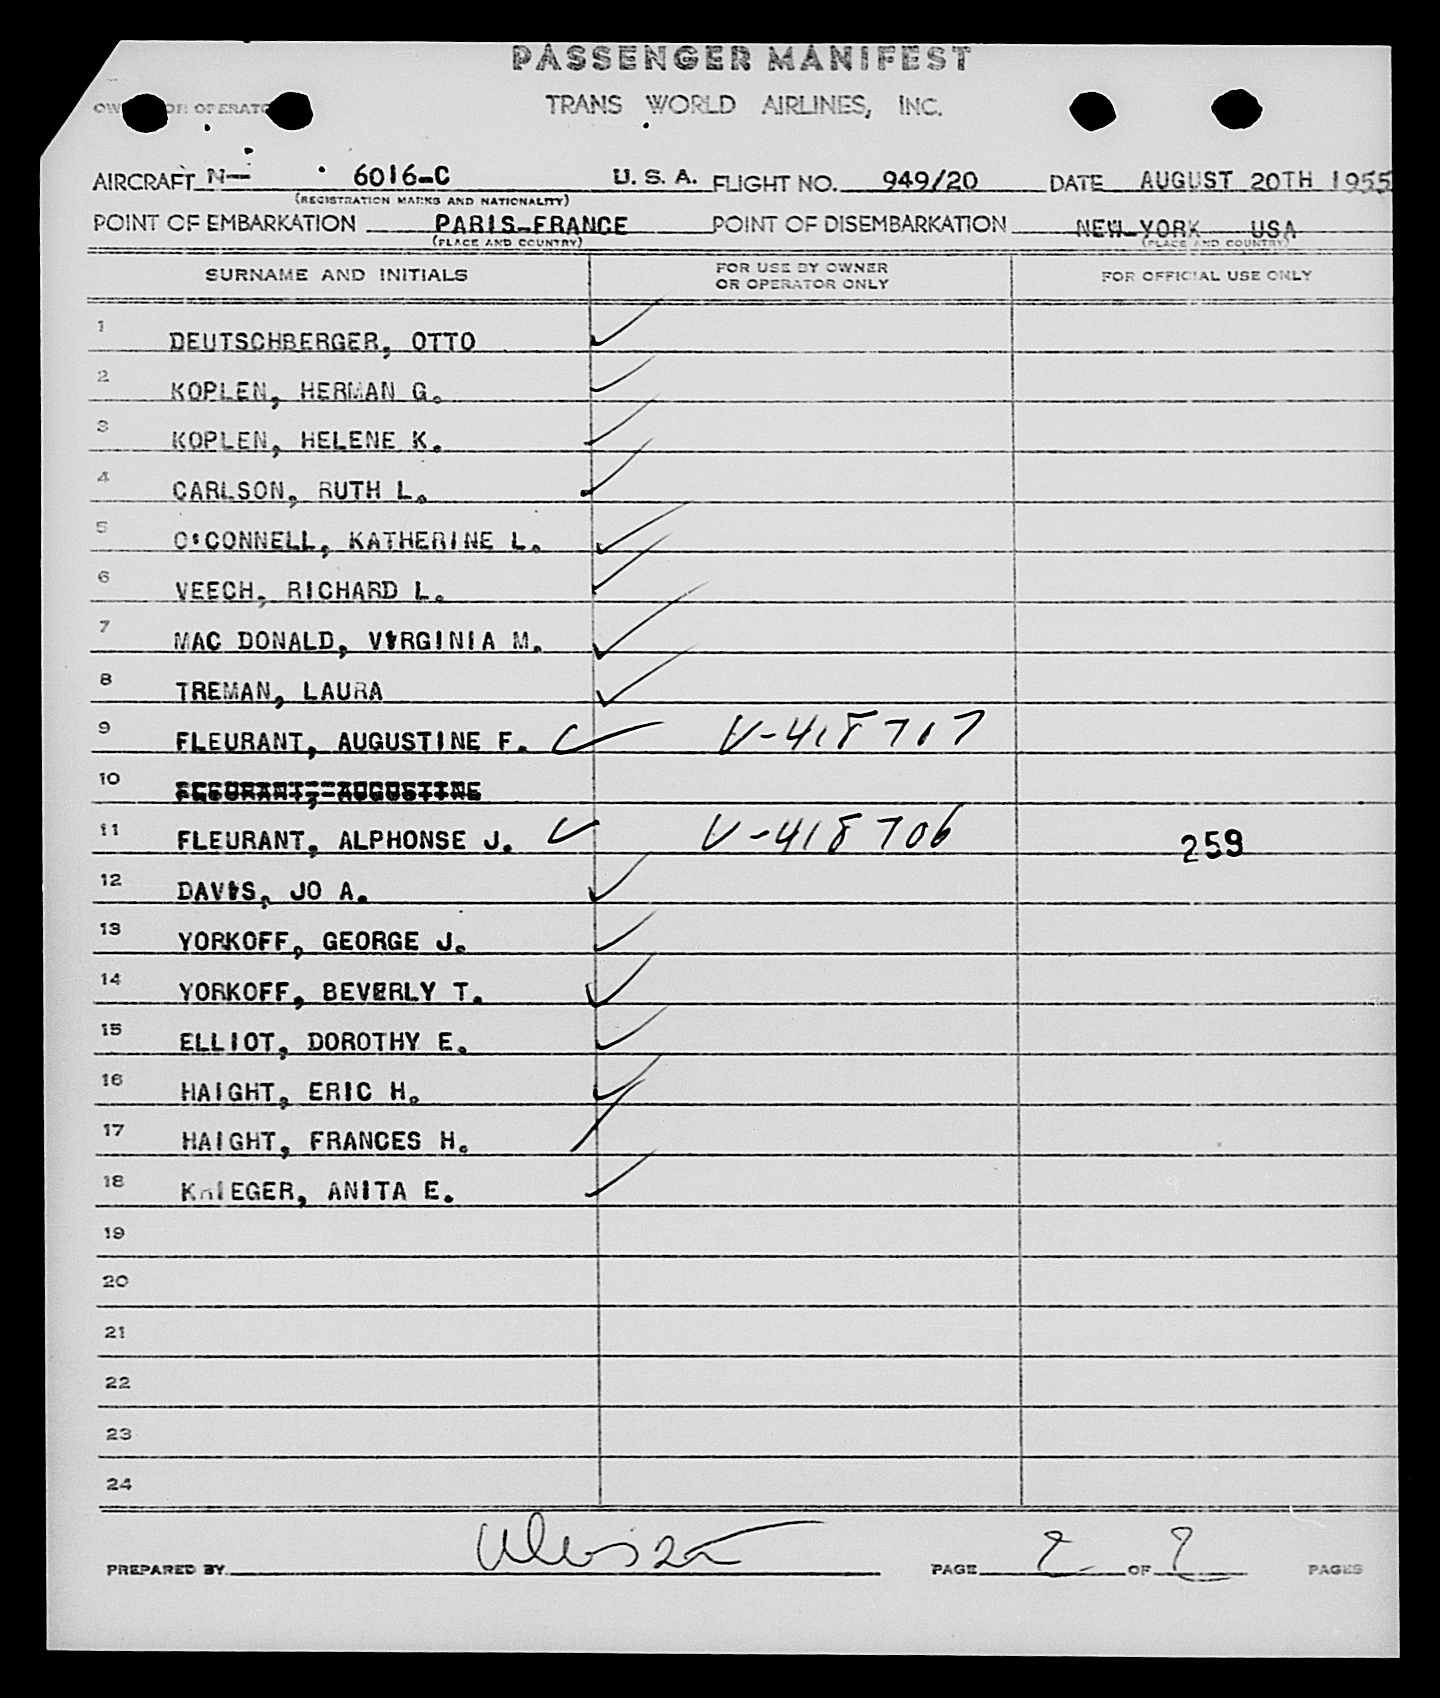 PASSENGER MANIFEST
OWNER OR OPERATOR TRANS WORLD AIRLINES, INC.
AIRCRAFT N- 6016-C U. S. A. FLIGHT NO. 949/20 DATE AUGUST 20TH 1955
(REGISTRATION MARKS AND NATIONALITY)
POINT OF EMBARKATION PARIS-FRANCE POINT OF DISEMBARKATION NEW-YORK USA
(PLACE AND COUNTRY) (PLACE AND COUNTRY)
SURNAME AND INITIALS FOR USE BY OWNER OR OPERATOR ONLY FOR OFFICIAL USE ONLY
1 DEUTSCHBERGER, OTTO
2 KOPLEN, HERMAN G.
3 KOPLEN, HELENE K.
4 CARLSON, RUTH L.
5 O'CONNELL, KATHERINE L.
6 VEECH, RICHARD L.
7 MAC DONALD, VIRGINIA M.
8 TREMAN, LAURA
9 FLEURANT, AUGUSTINE F. V-418717
10
11 FLEURANT, ALPHONSE J. V-418706 259
12 DAVIS, JO A.
13 YORKOFF, GEORGE J.
14 YORKOFF, BEVERLY T.
15 ELLIOT, DOROTHY E.
16 HAIGHT, ERIC H.
17 HAIGHT, FRANCES H.
18 KRIEGER, ANITA E.
19
20
21
22
23
24
PREPARED BY PAGE 2 OF 2 PAGES